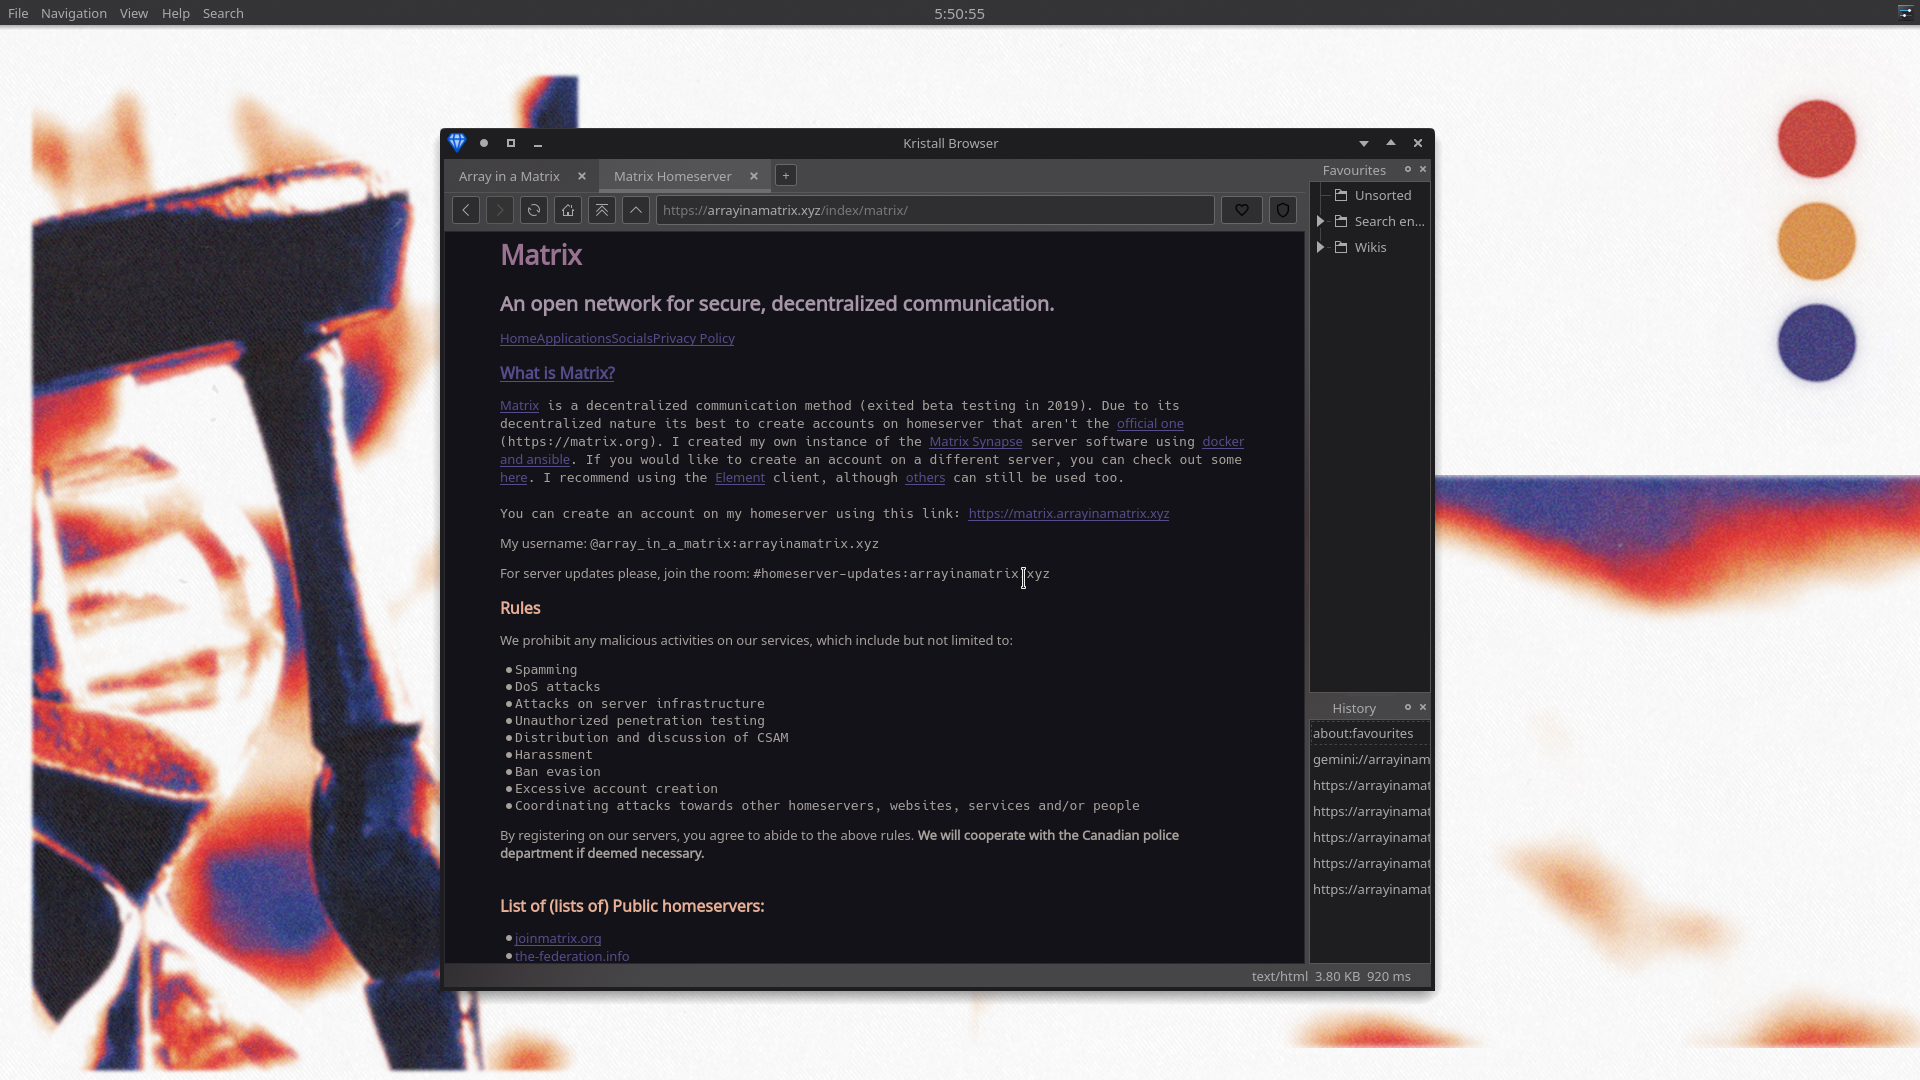 File Navigation View Help Search
5:50:55
Kristall Browser
Array in a Matrix
Matrix Homeserver
https://arrayinamatrix.xyz/index/matrix/
Matrix
An open network for secure, decentralized communication.
HomeApplicationsSocialsPrivacy Policy
What is Matrix?
Matrix is a decentralized communication method (exited beta testing in 2019). Due to its
decentralized nature its best to create accounts on homeserver that aren't the official one
(https://matrix.org). I created my own instance of the Matrix Synapse server software using docker
and ansible. If you would like to create an account on a different server, you can check out some
here. I recommend using the Element client, although others can still be used too.
You can create an account on my homeserver using this link: https://matrix.arrayinamatrix.xyz
My username: @array_in_a_matrix:arrayinamatrix.xyz
For server updates please, join the room: #homeserver-updates:arrayinamatrix.xyz
Rules
We prohibit any malicious activities on our services, which include but not limited to:
Spamming
DoS attacks
Attacks on server infrastructure
Unauthorized penetration testing
Distribution and discussion of CSAM
Harassment
Ban evasion
Excessive account creation
Coordinating attacks towards other homeservers, websites, services and/or people
By registering on our servers, you agree to abide to the above rules. We will cooperate with the Canadian police
department if deemed necessary.
List of (lists of) Public homeservers:
joinmatrix.org
the-federation.info
Favourites
Unsorted
Search en...
Wikis
History
about:favourites
gemini://arrayinam
https://arrayinamat
https://arrayinamat
https://arrayinamat
https://arrayinamat
https://arrayinamat
text/html 3.80 KB 920 ms